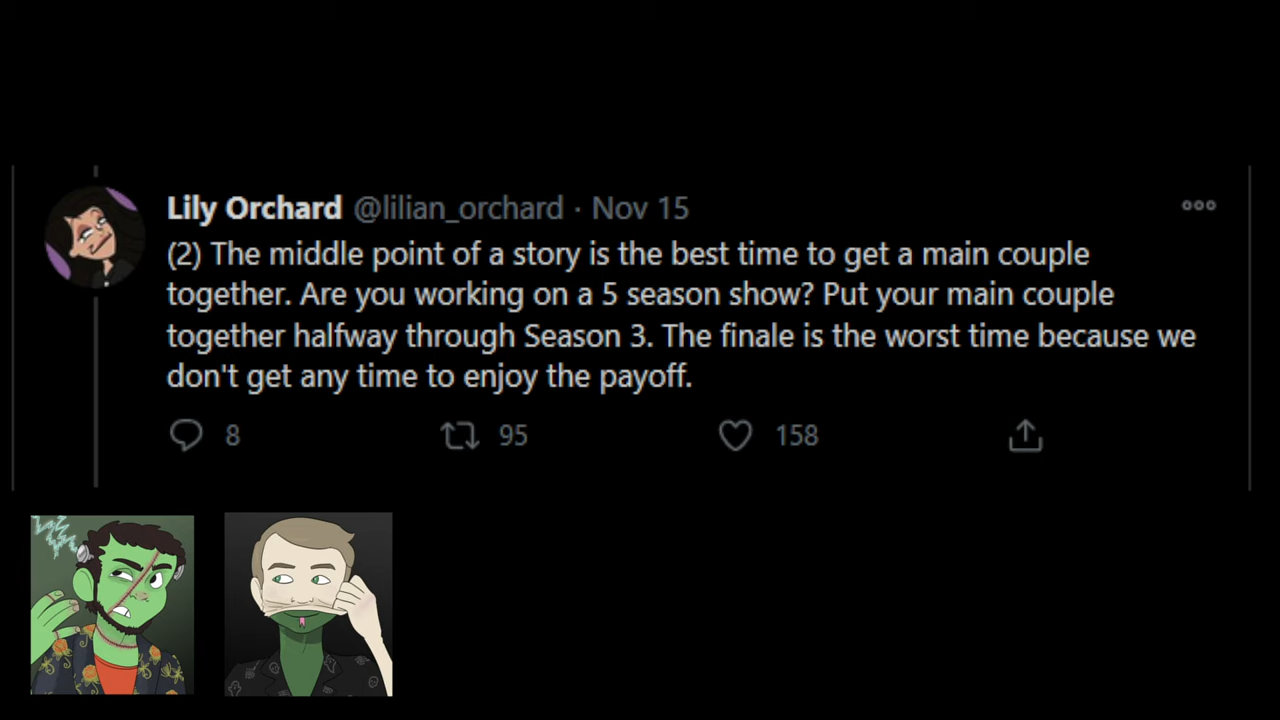 Lily Orchard @lilian_orchard · Nov 15
(2) The middle point of a story is the best time to get a main couple
together. Are you working on a 5 season show? Put your main couple
together halfway through Season 3. The finale is the worst time because we
don't get any time to enjoy the payoff.
8 95 158